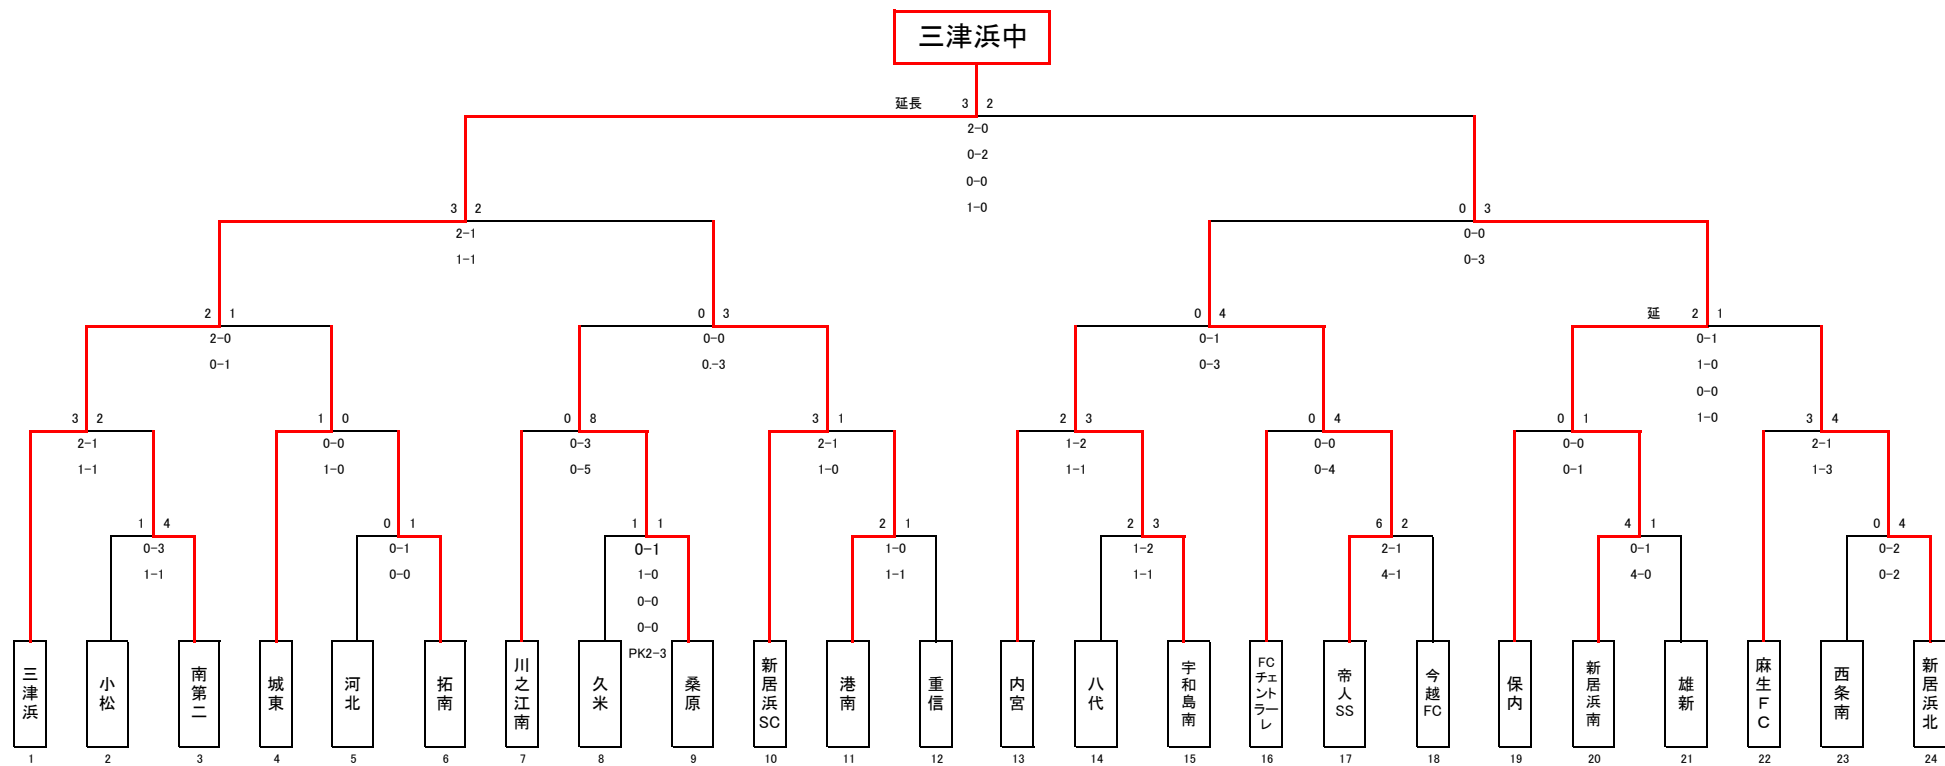 三津浜中
延長 3 2
2-0
0-2
0-0
1-0
3 2
2-1
1-1
0 3
0-0
0-3
2 1
2-0
0-1
0 3
0-0
0.-3
0 4
0-1
0-3
延 2 1
0-1
1-0
0-0
1-0
3 2
2-1
1-1
1 0
0-0
1-0
0 8
0-3
0-5
3 1
2-1
1-0
2 3
1-2
1-1
0 4
0-0
0-4
0 1
0-0
0-1
3 4
2-1
1-3
1 4
0-3
1-1
0 1
0-1
0-0
1 1
0-1
1-0
0-0
0-0
PK2-3
2 1
1-0
1-1
2 3
1-2
1-1
6 2
2-1
4-1
4 1
0-1
4-0
0 4
0-2
0-2
三津浜
小松
南第二
城東
河北
拓南
川之江南
久米
桑原
新居浜SC
港南
重信
内宮
八代
宇和島南
FCチェントラーレ
帝人SS
今越FC
保内
新居浜南
雄新
麻生FC
西条南
新居浜北
1 2 3 4 5 6 7 8 9 10 11 12 13 14 15 16 17 18 19 20 21 22 23 24